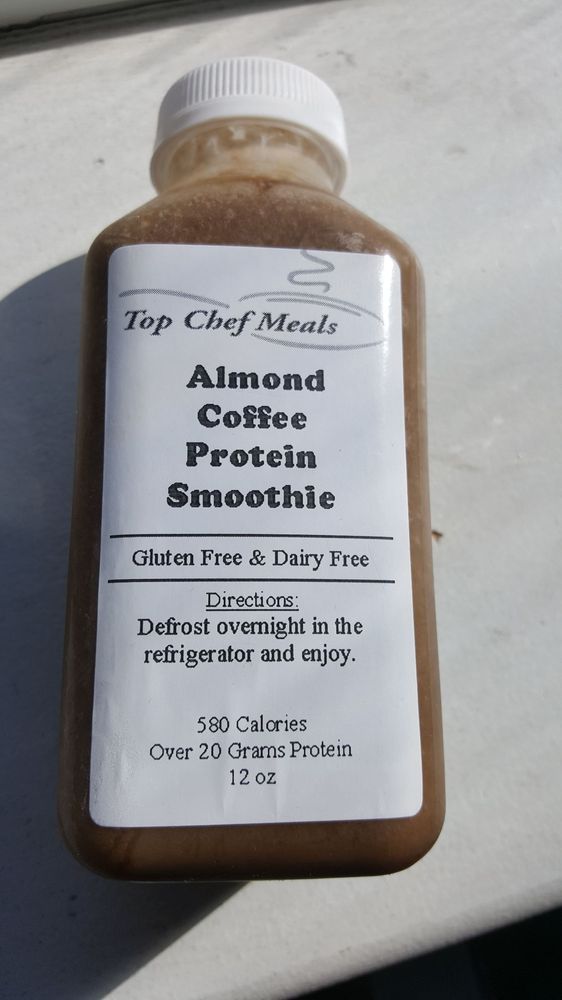 Top Chef Meals
Almond
Coffee
Protein
Smoothie
Gluten Free & Dairy Free
Directions:
Defrost overnight in the
refrigerator and enjoy.
580 Calories
Over 20 Grams Protein
12 oz